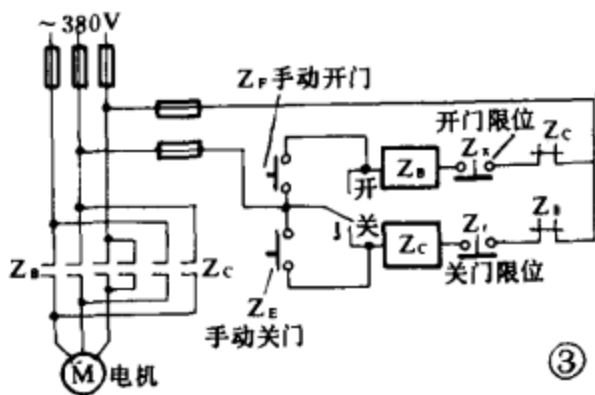 ~380V
Z_F手动开门
开门限位
Z_B
Z_X
Z_C
开
关
J
Z_C
Z_B
关门限位
Z_B
Z_C
Z_E
手动关门
M 电机
③